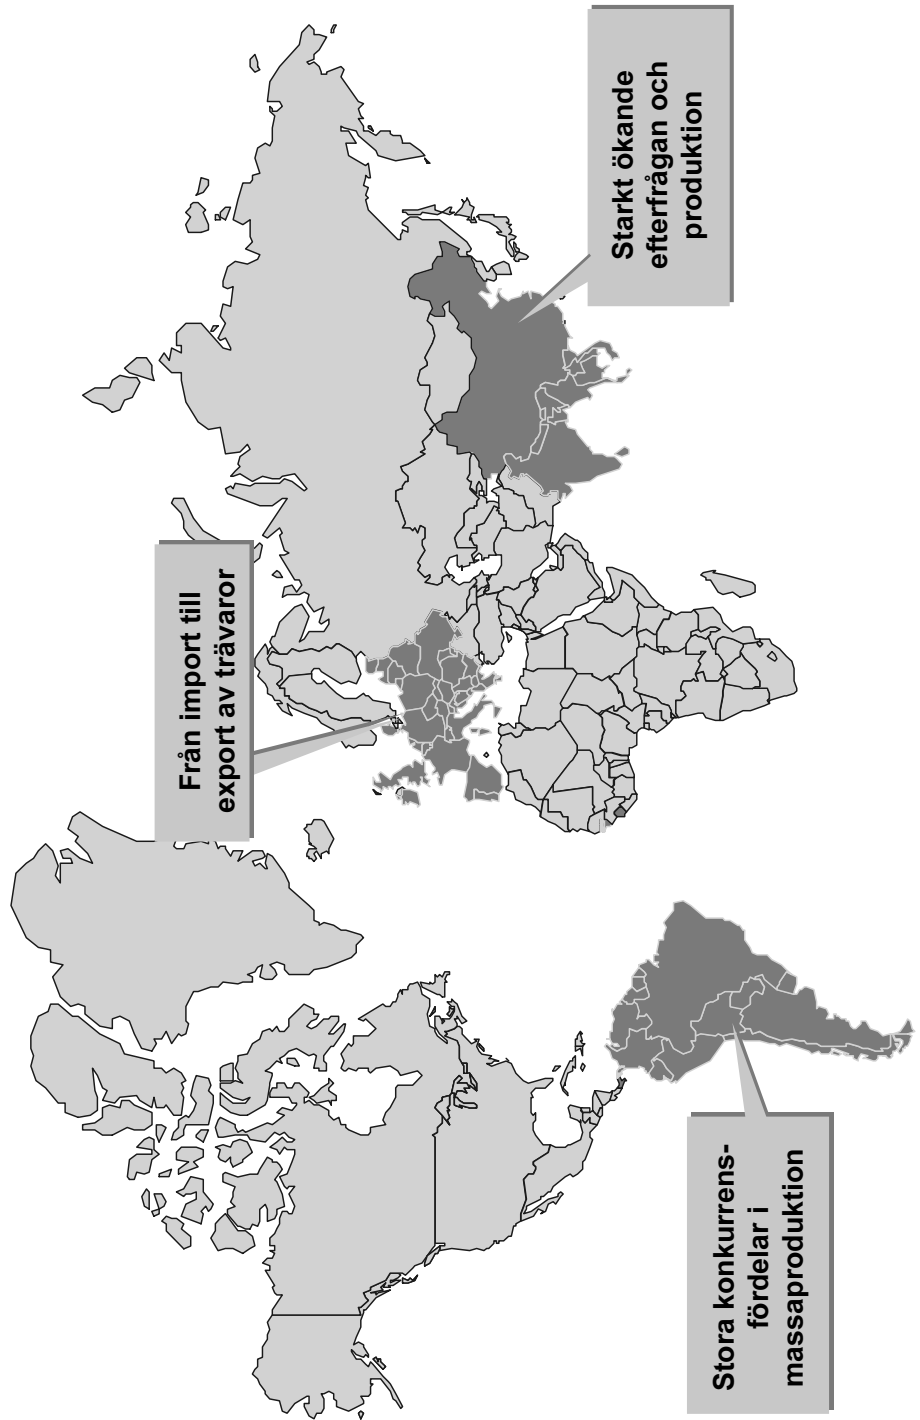 Från import till
export av trävaror
Starkt ökande
efterfrågan och
produktion
Stora konkurrens-
fördelar i
massaproduktion